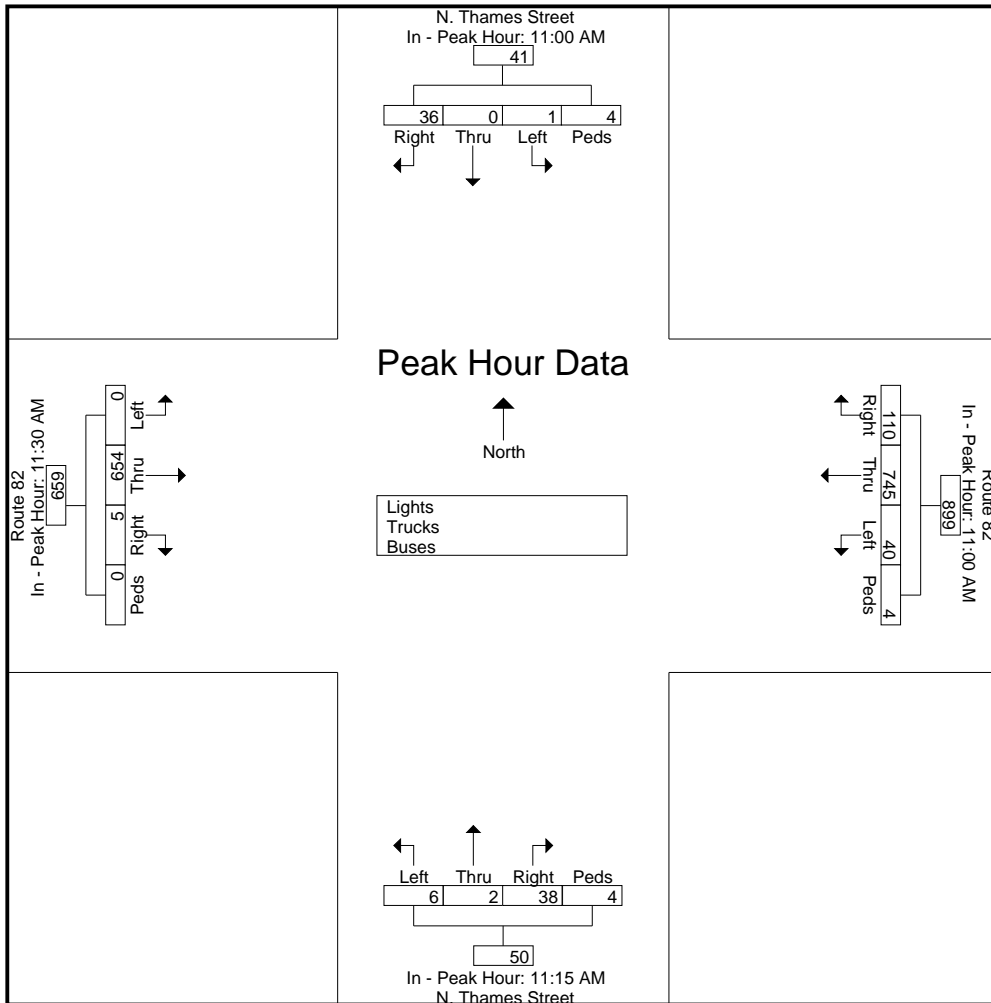 N. Thames Street
In - Peak Hour: 11:00 AM
41
36 0 1 4
Right Thru Left Peds
Peak Hour Data
North
Lights
Trucks
Buses
Route 82
In - Peak Hour: 11:30 AM
659
0 654 5 0
Left Thru Right Peds
Route 82
In - Peak Hour: 11:00 AM
899
110 745 40 4
Right Thru Left Peds
Left Thru Right Peds
6 2 38 4
50
In - Peak Hour: 11:15 AM
N. Thames Street